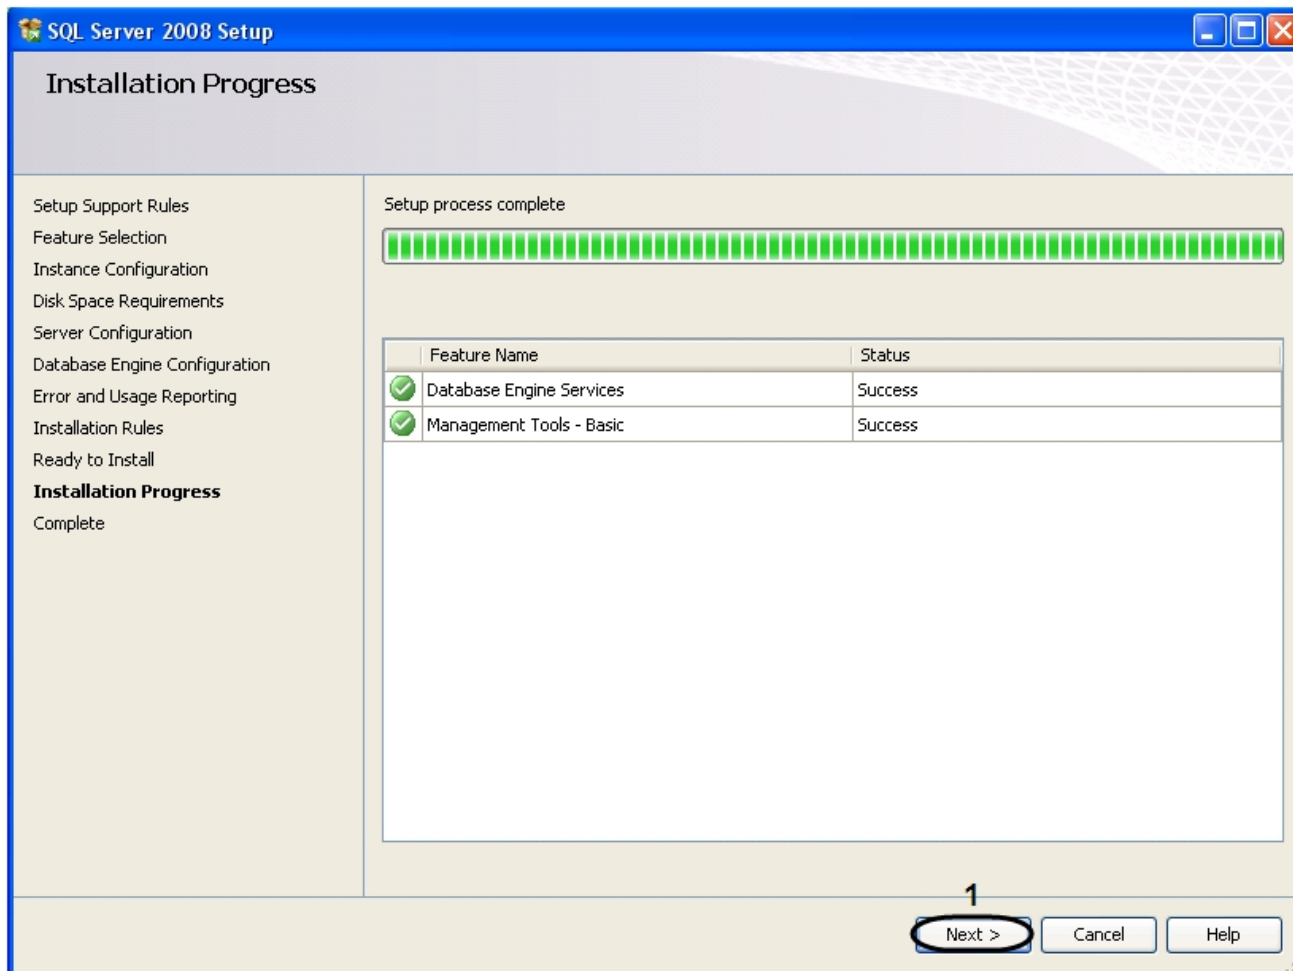 SQL Server 2008 Setup
Installation Progress
Setup Support Rules
Feature Selection
Instance Configuration
Disk Space Requirements
Server Configuration
Database Engine Configuration
Error and Usage Reporting
Installation Rules
Ready to Install
Installation Progress
Complete
Setup process complete
Feature Name Status
Database Engine Services Success
Management Tools - Basic Success
1
Next > Cancel Help